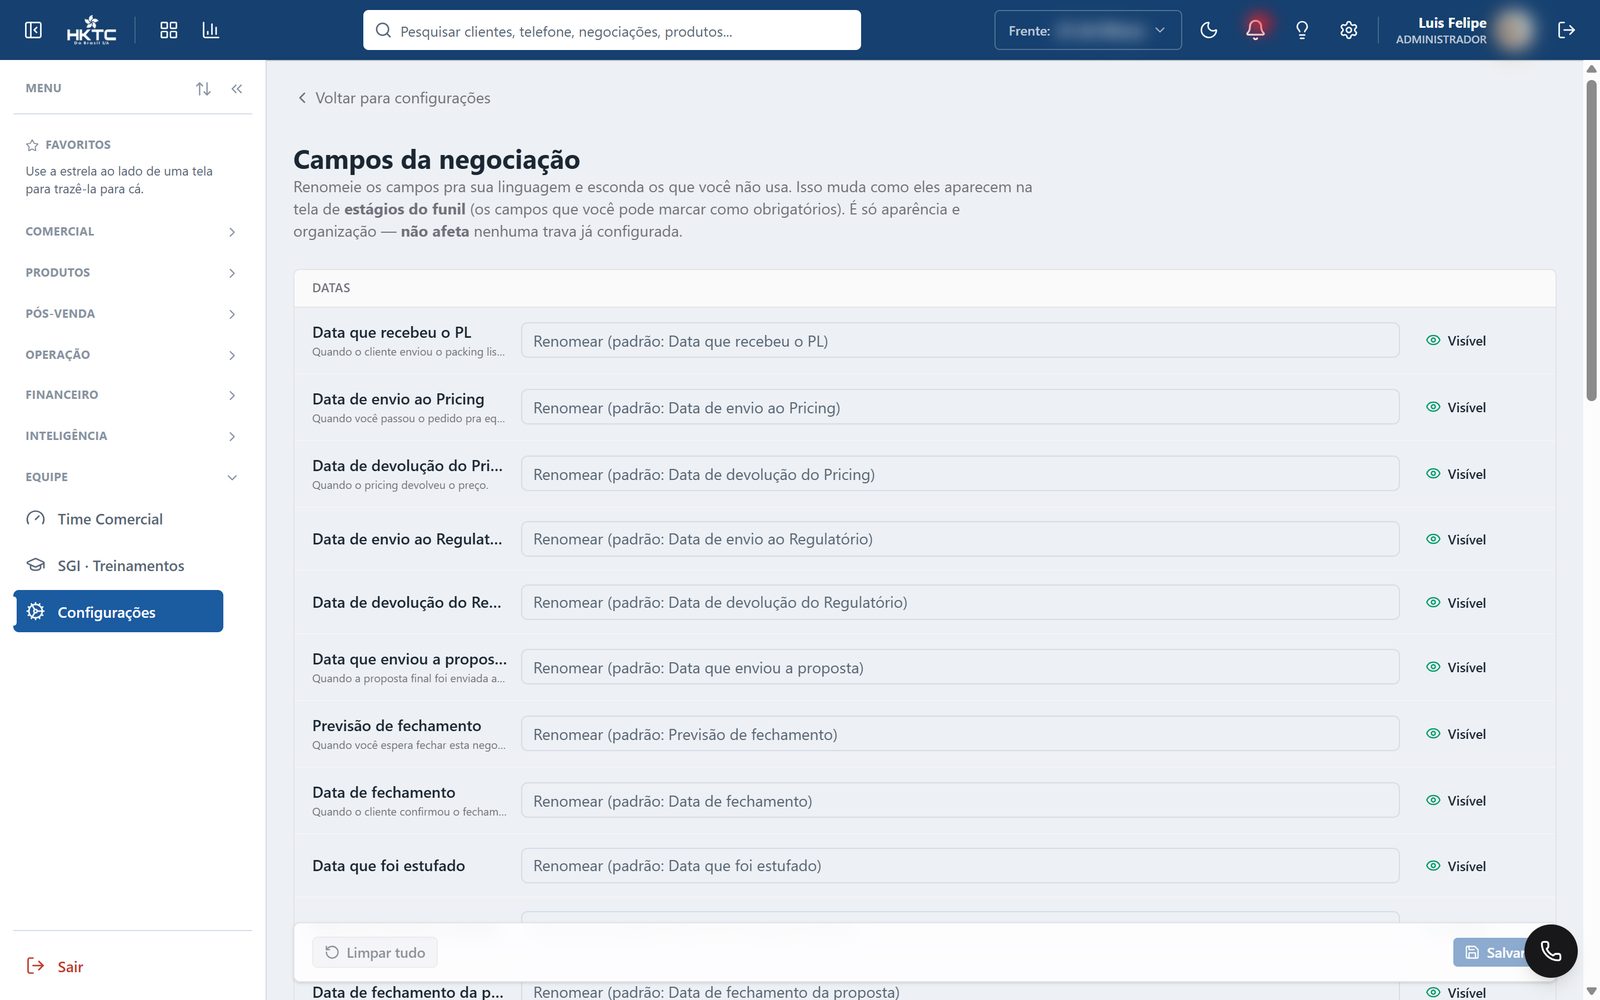 HKTC
Do Brasil S/A
Pesquisar clientes, telefone, negociações, produtos...
Frente:
Luis Felipe
ADMINISTRADOR
MENU
FAVORITOS
Use a estrela ao lado de uma tela
para trazê-la para cá.
COMERCIAL
PRODUTOS
PÓS-VENDA
OPERAÇÃO
FINANCEIRO
INTELIGÊNCIA
EQUIPE
Time Comercial
SGI · Treinamentos
Configurações
Sair
Voltar para configurações
Campos da negociação
Renomeie os campos pra sua linguagem e esconda os que você não usa. Isso muda como eles aparecem na
tela de estágios do funil (os campos que você pode marcar como obrigatórios). É só aparência e
organização — não afeta nenhuma trava já configurada.
DATAS
Data que recebeu o PL
Quando o cliente enviou o packing lis...
Renomear (padrão: Data que recebeu o PL)
Visível
Data de envio ao Pricing
Quando você passou o pedido pra eq...
Renomear (padrão: Data de envio ao Pricing)
Visível
Data de devolução do Pri...
Quando o pricing devolveu o preço.
Renomear (padrão: Data de devolução do Pricing)
Visível
Data de envio ao Regulat...
Renomear (padrão: Data de envio ao Regulatório)
Visível
Data de devolução do Re...
Renomear (padrão: Data de devolução do Regulatório)
Visível
Data que enviou a propos...
Quando a proposta final foi enviada a...
Renomear (padrão: Data que enviou a proposta)
Visível
Previsão de fechamento
Quando você espera fechar esta nego...
Renomear (padrão: Previsão de fechamento)
Visível
Data de fechamento
Quando o cliente confirmou o fecham...
Renomear (padrão: Data de fechamento)
Visível
Data que foi estufado
Renomear (padrão: Data que foi estufado)
Visível
Limpar tudo
Salvar
Data de fechamento da p...
Renomear (padrão: Data de fechamento da proposta)
Visível